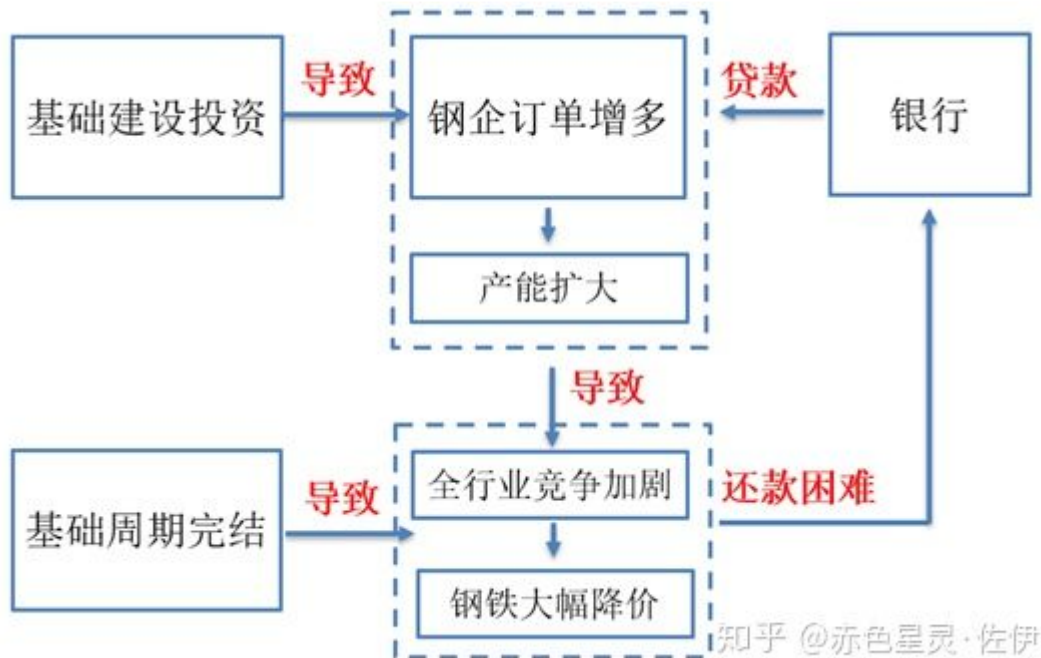 基础建设投资
导致
钢企订单增多
贷款
银行
产能扩大
导致
基础周期完结
导致
全行业竞争加剧
还款困难
钢铁大幅降价
知乎 @赤色星灵·佐伊